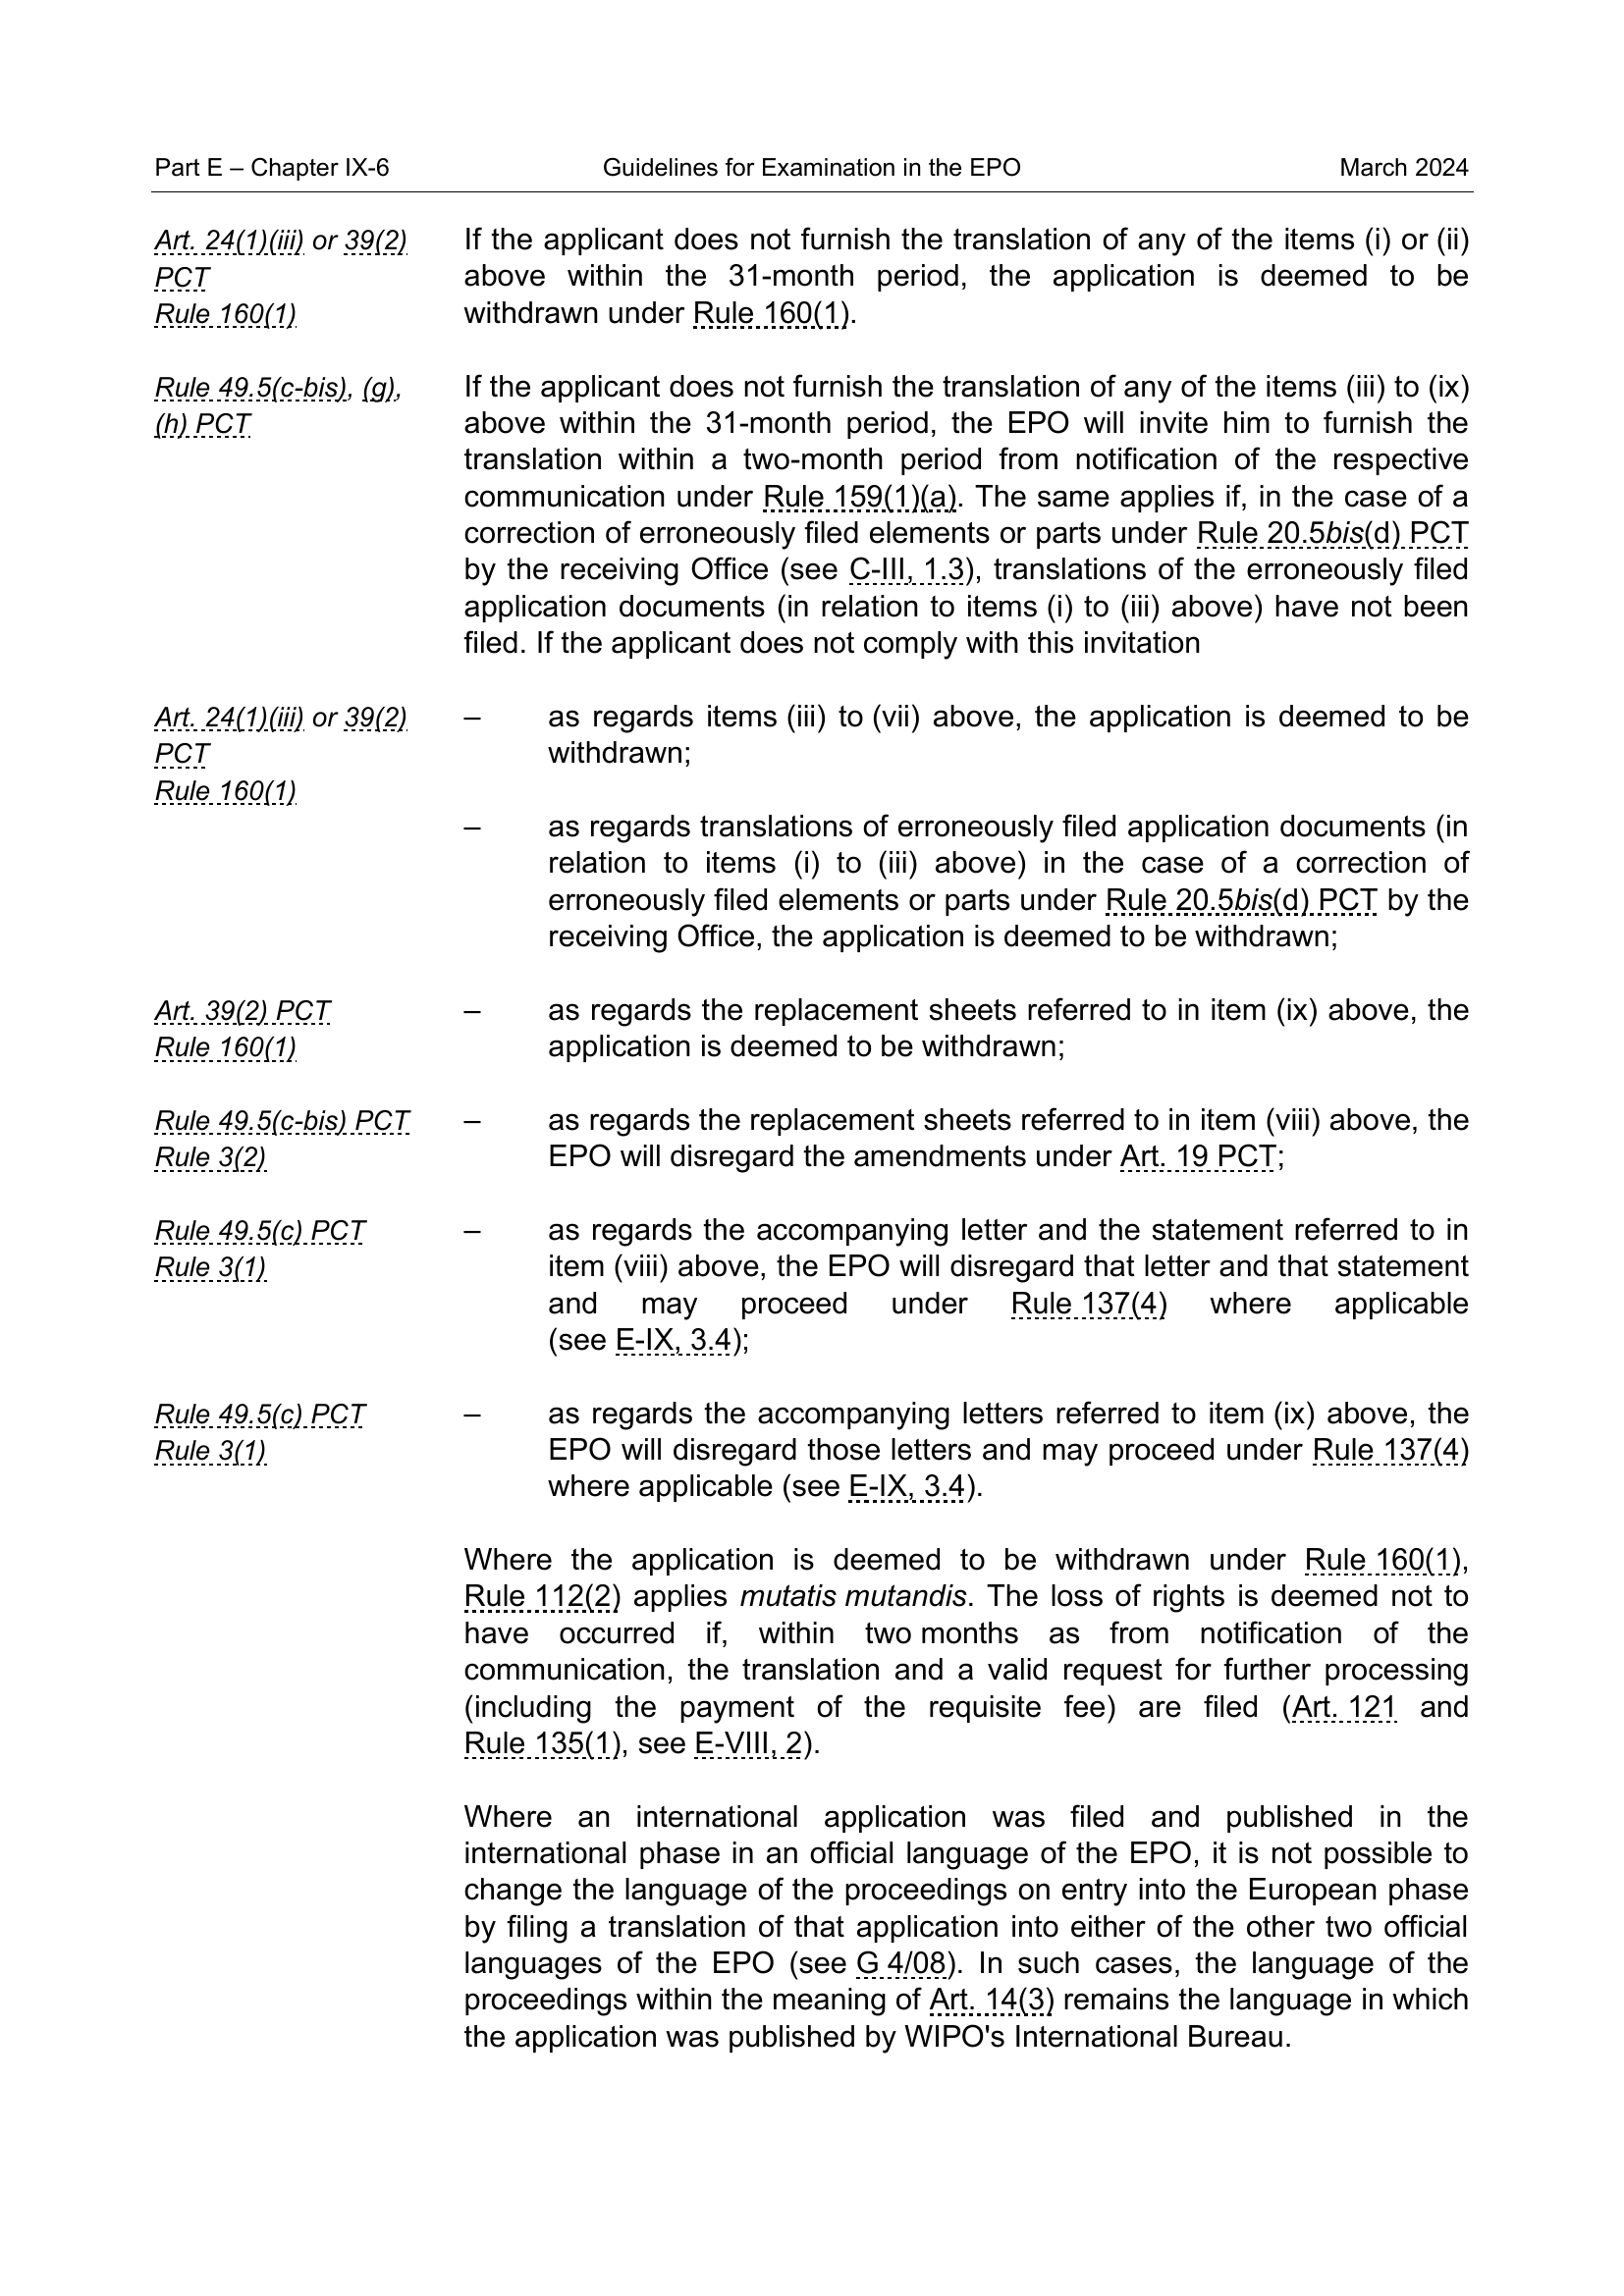 Part E – Chapter IX-6 Guidelines for Examination in the EPO March 2024
Art. 24(1)(iii) or 39(2)
PCT
Rule 160(1)
If the applicant does not furnish the translation of any of the items (i) or (ii)
above within the 31-month period, the application is deemed to be
withdrawn under Rule 160(1).
Rule 49.5(c-bis), (g),
(h) PCT
If the applicant does not furnish the translation of any of the items (iii) to (ix)
above within the 31-month period, the EPO will invite him to furnish the
translation within a two-month period from notification of the respective
communication under Rule 159(1)(a). The same applies if, in the case of a
correction of erroneously filed elements or parts under Rule 20.5bis(d) PCT
by the receiving Office (see C-III, 1.3), translations of the erroneously filed
application documents (in relation to items (i) to (iii) above) have not been
filed. If the applicant does not comply with this invitation
Art. 24(1)(iii) or 39(2)
PCT
Rule 160(1)
– as regards items (iii) to (vii) above, the application is deemed to be
withdrawn;
– as regards translations of erroneously filed application documents (in
relation to items (i) to (iii) above) in the case of a correction of
erroneously filed elements or parts under Rule 20.5bis(d) PCT by the
receiving Office, the application is deemed to be withdrawn;
Art. 39(2) PCT
Rule 160(1)
– as regards the replacement sheets referred to in item (ix) above, the
application is deemed to be withdrawn;
Rule 49.5(c-bis) PCT
Rule 3(2)
– as regards the replacement sheets referred to in item (viii) above, the
EPO will disregard the amendments under Art. 19 PCT;
Rule 49.5(c) PCT
Rule 3(1)
– as regards the accompanying letter and the statement referred to in
item (viii) above, the EPO will disregard that letter and that statement
and may proceed under Rule 137(4) where applicable
(see E-IX, 3.4);
Rule 49.5(c) PCT
Rule 3(1)
– as regards the accompanying letters referred to item (ix) above, the
EPO will disregard those letters and may proceed under Rule 137(4)
where applicable (see E-IX, 3.4).
Where the application is deemed to be withdrawn under Rule 160(1),
Rule 112(2) applies mutatis mutandis. The loss of rights is deemed not to
have occurred if, within two months as from notification of the
communication, the translation and a valid request for further processing
(including the payment of the requisite fee) are filed (Art. 121 and
Rule 135(1), see E-VIII, 2).
Where an international application was filed and published in the
international phase in an official language of the EPO, it is not possible to
change the language of the proceedings on entry into the European phase
by filing a translation of that application into either of the other two official
languages of the EPO (see G 4/08). In such cases, the language of the
proceedings within the meaning of Art. 14(3) remains the language in which
the application was published by WIPO's International Bureau.